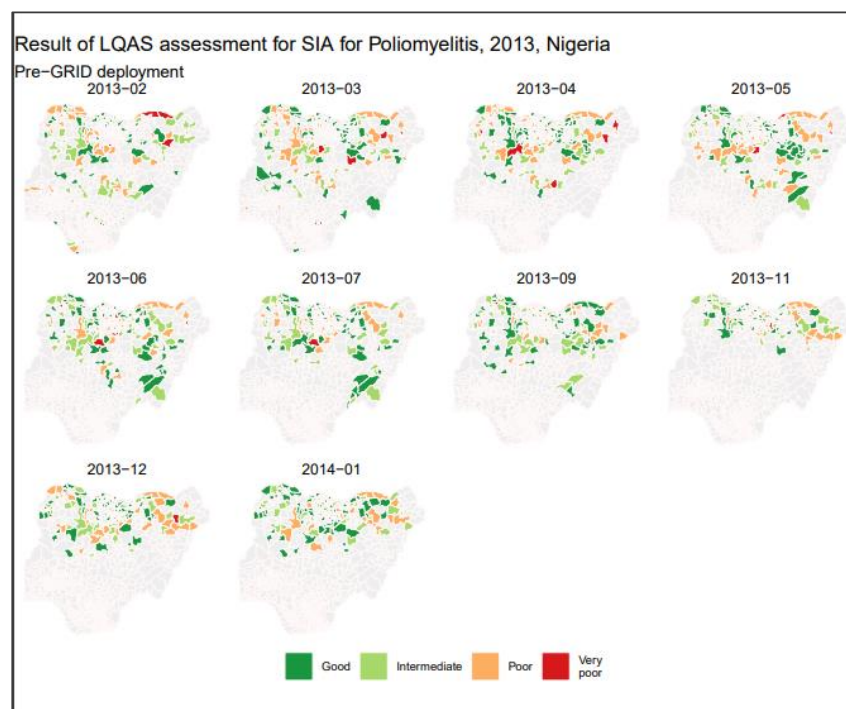 Result of LQAS assessment for SIA for Poliomyelitis, 2013, Nigeria
Pre−GRID deployment
2013−02 2013−03 2013−04 2013−05
2013−06 2013−07 2013−09 2013−11
2013−12 2014−01
Good Intermediate Poor Very poor